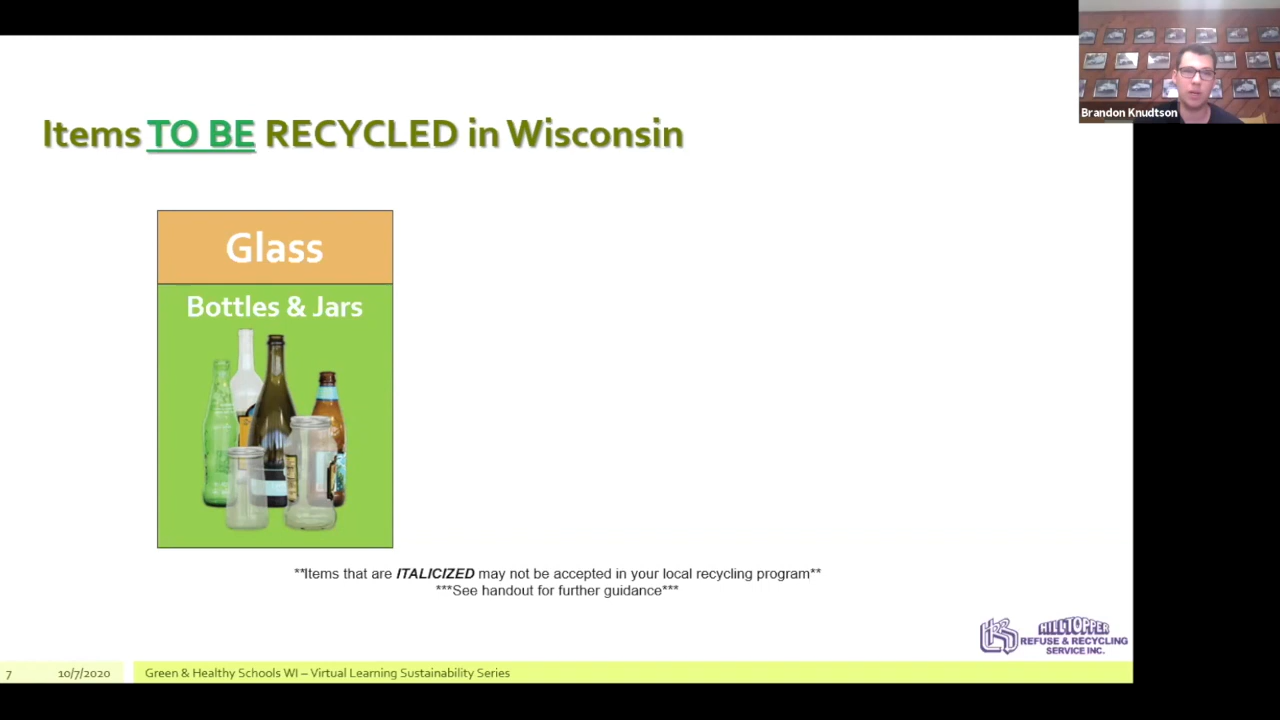 Brandon Knudtson
Items TO BE RECYCLED in Wisconsin
Glass
Bottles & Jars
**Items that are ITALICIZED may not be accepted in your local recycling program**
***See handout for further guidance***
HILLTOPPER
REFUSE & RECYCLING
SERVICE INC.
7 10/7/2020 Green & Healthy Schools WI – Virtual Learning Sustainability Series